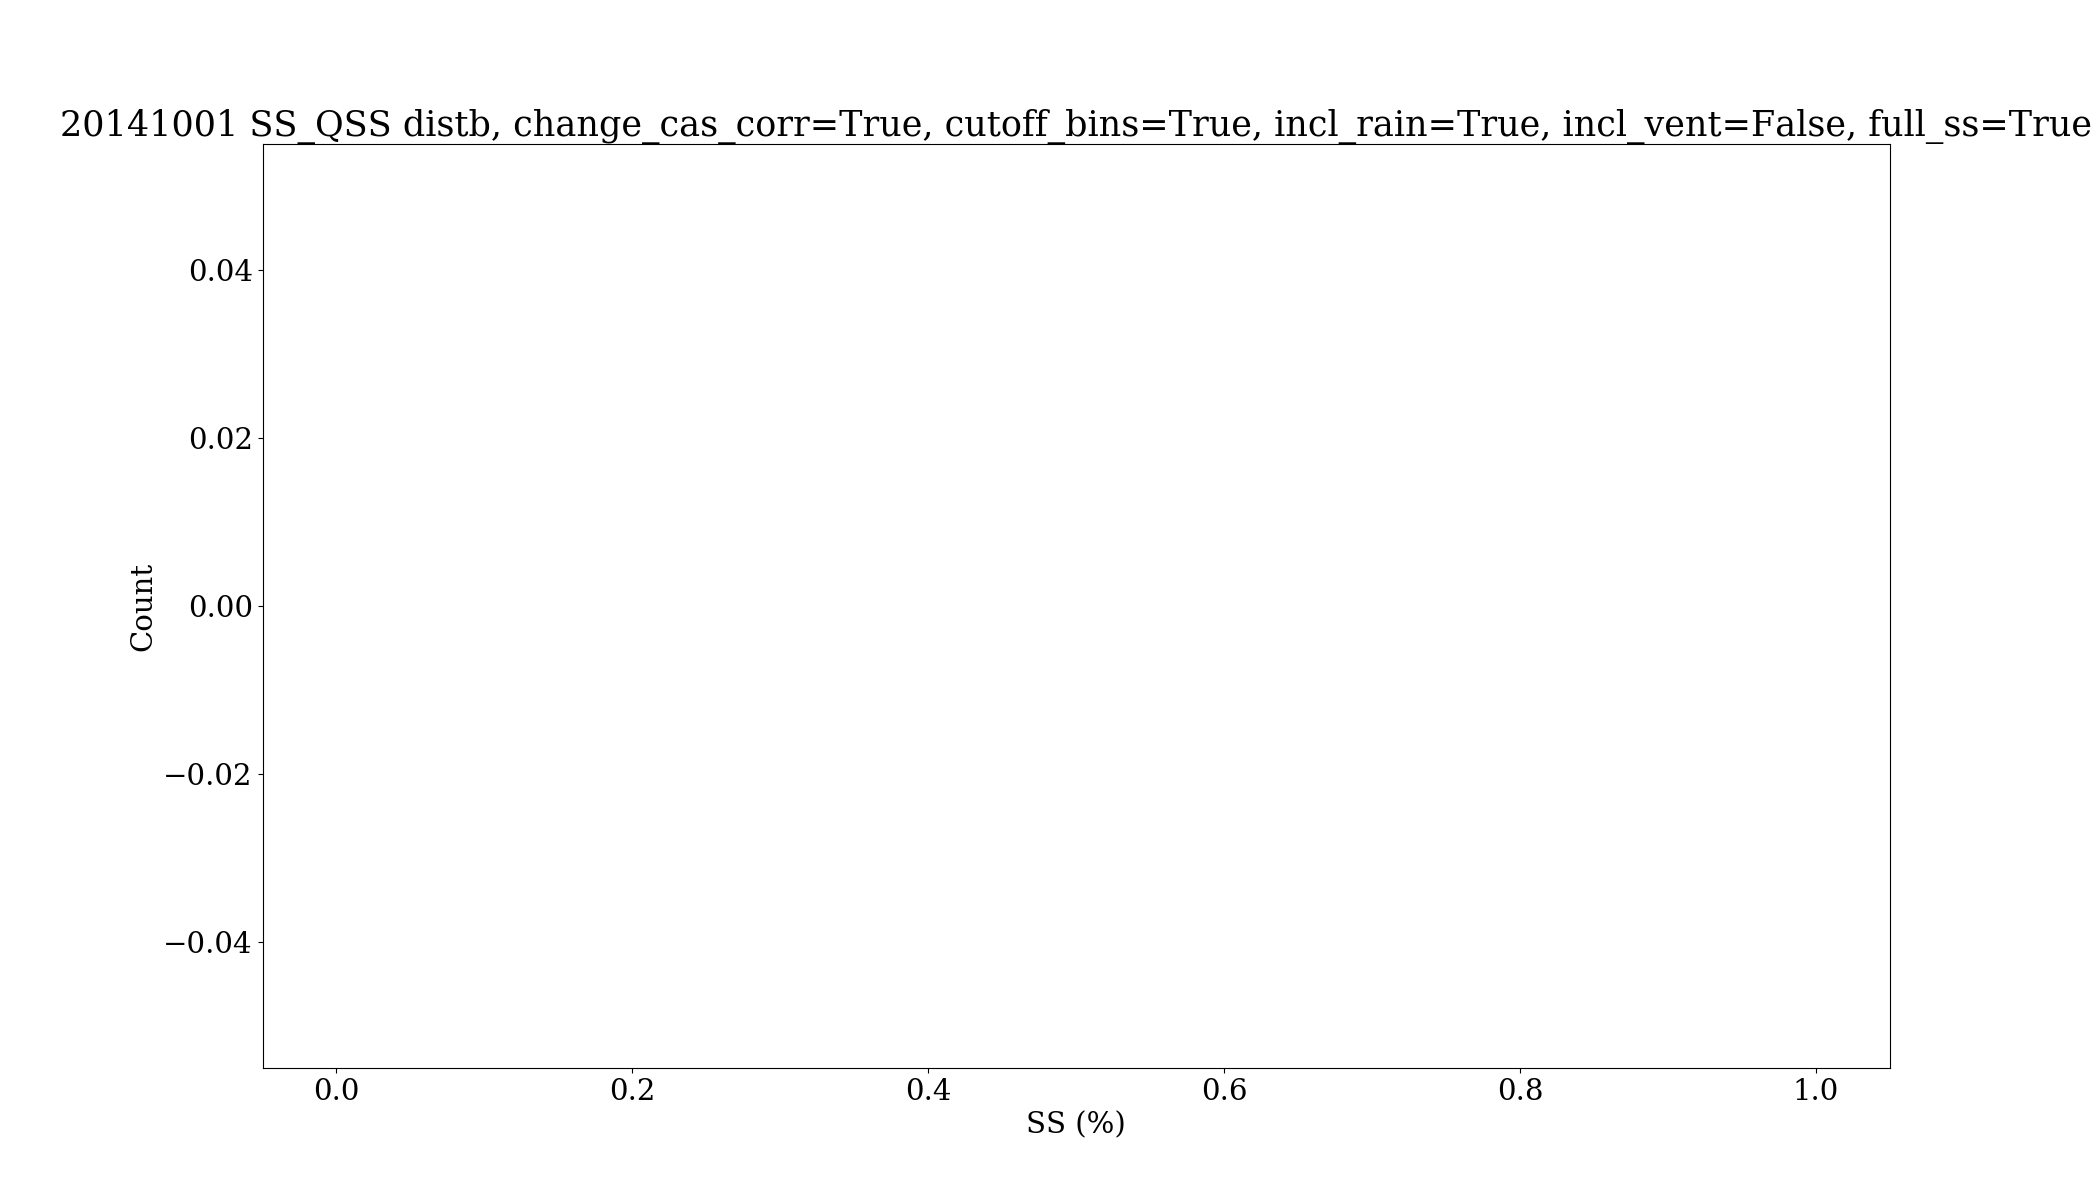 20141001 SS_QSS distb, change_cas_corr=True, cutoff_bins=True, incl_rain=True, incl_vent=False, full_ss=True
0.04
0.02
0.00
−0.02
−0.04
Count
0.0 0.2 0.4 0.6 0.8 1.0
SS (%)